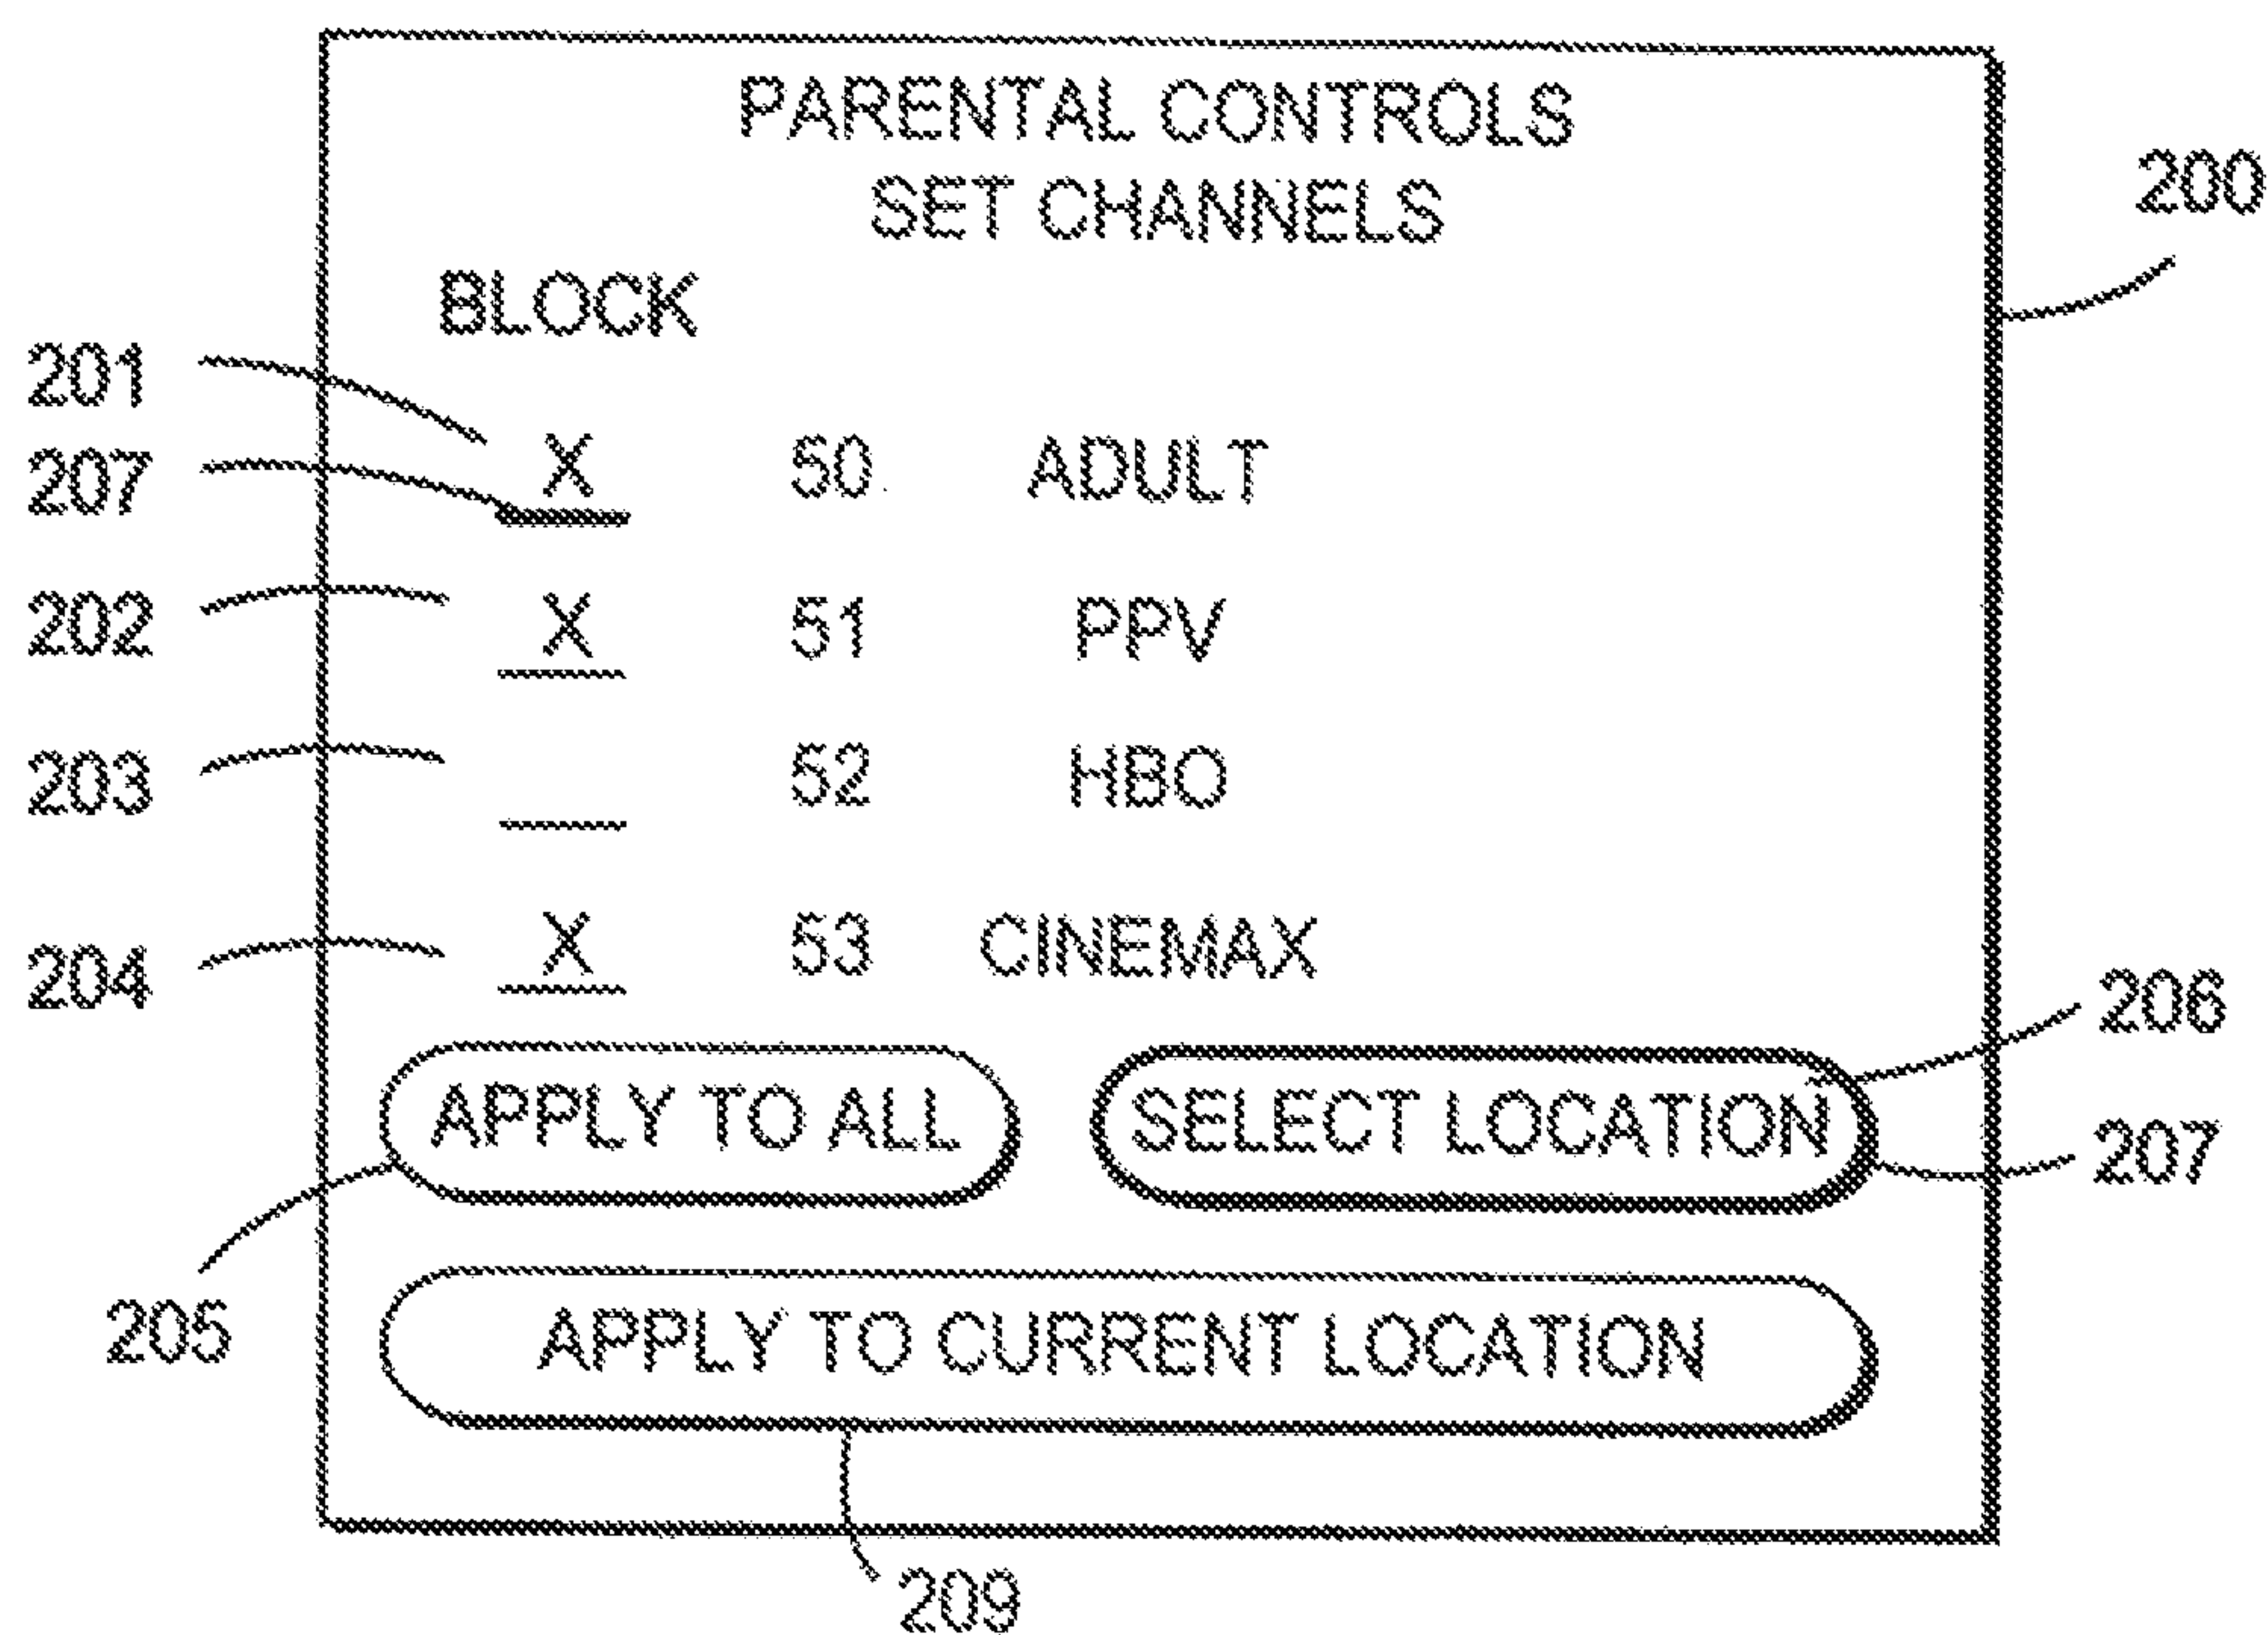 PARENTAL CONTROLS
SET CHANNELS
200
BLOCK
201
X 50 ADULT
207
202 X 51 PPV
203 52 HBO
204 X 53 CINEMAX
206
APPLY TO ALL SELECT LOCATION
207
205
APPLY TO CURRENT LOCATION
209